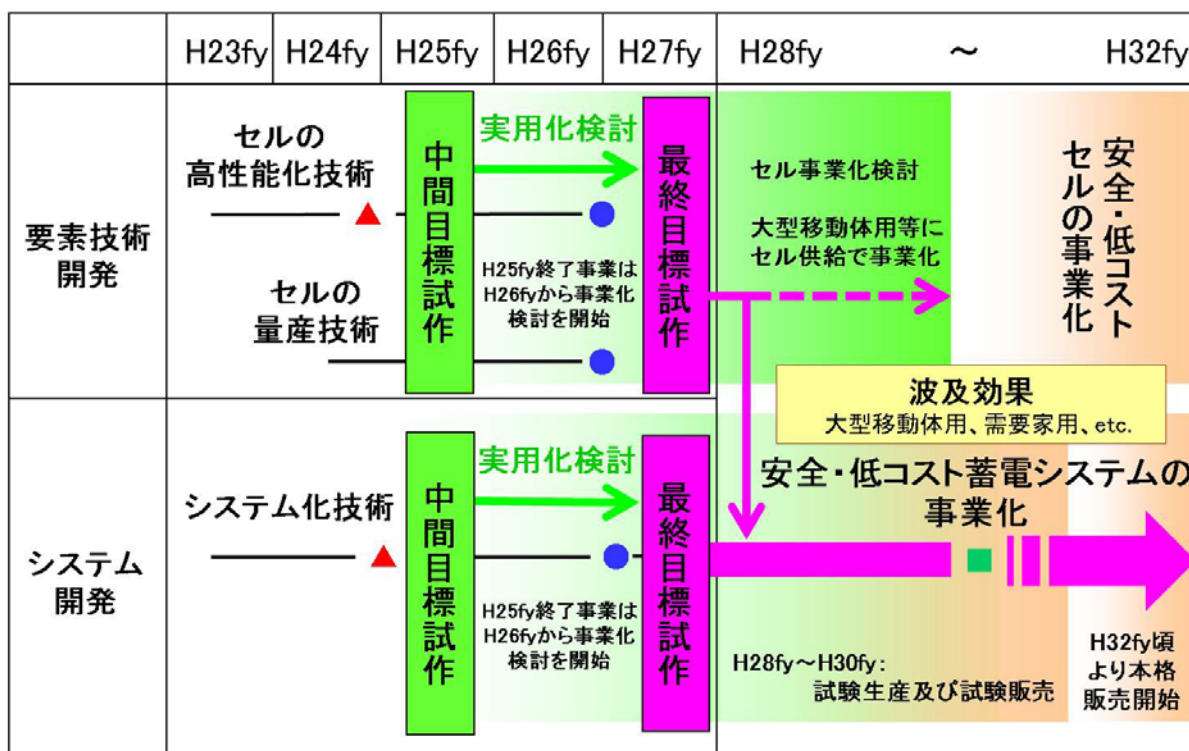 H23fy H24fy H25fy H26fy H27fy H28fy ～ H32fy
要素技術
開発
セルの
高性能化技術
セルの
量産技術
中間目標試作
実用化検討
H25fy終了事業は
H26fyから事業化
検討を開始
最終目標試作
セル事業化検討
大型移動体用等に
セル供給で事業化
安全・低コスト
セルの事業化
波及効果
大型移動体用、需要家用、etc.
システム
開発
システム化技術
中間目標試作
実用化検討
H25fy終了事業は
H26fyから事業化
検討を開始
最終目標試作
安全・低コスト蓄電システムの
事業化
H28fy～H30fy：
試験生産及び試験販売
H32fy頃
より本格
販売開始